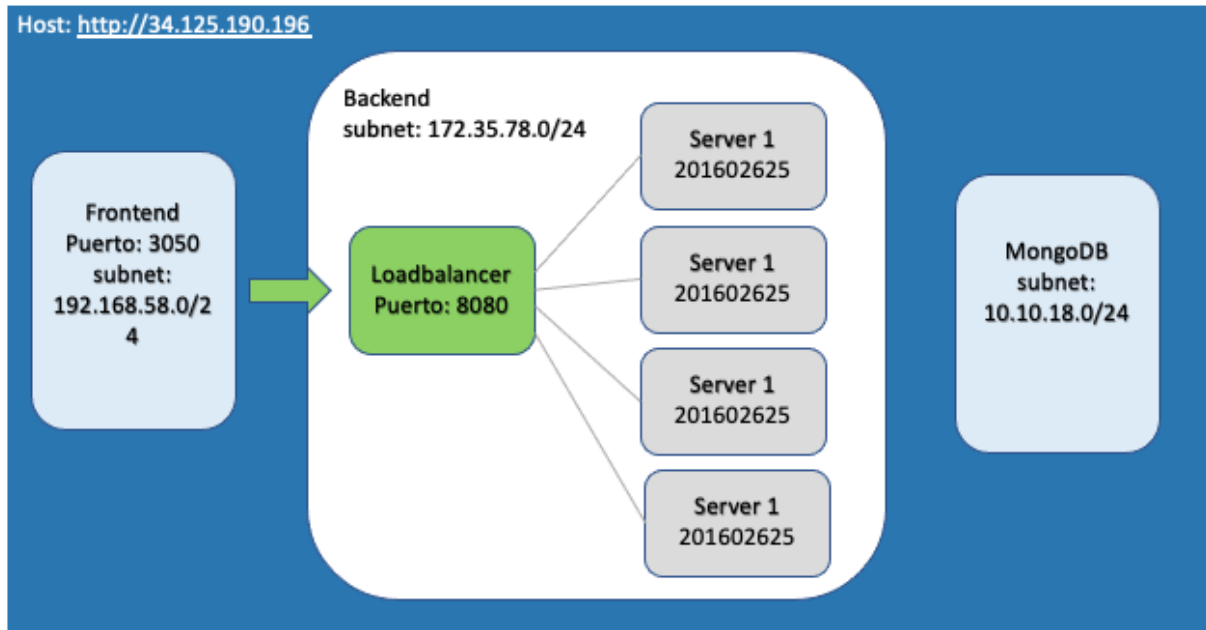 Host: http://34.125.190.196
Backend
subnet: 172.35.78.0/24
Frontend
Puerto: 3050
subnet:
192.168.58.0/2
4
Loadbalancer
Puerto: 8080
Server 1
201602625
Server 1
201602625
Server 1
201602625
Server 1
201602625
MongoDB
subnet:
10.10.18.0/24